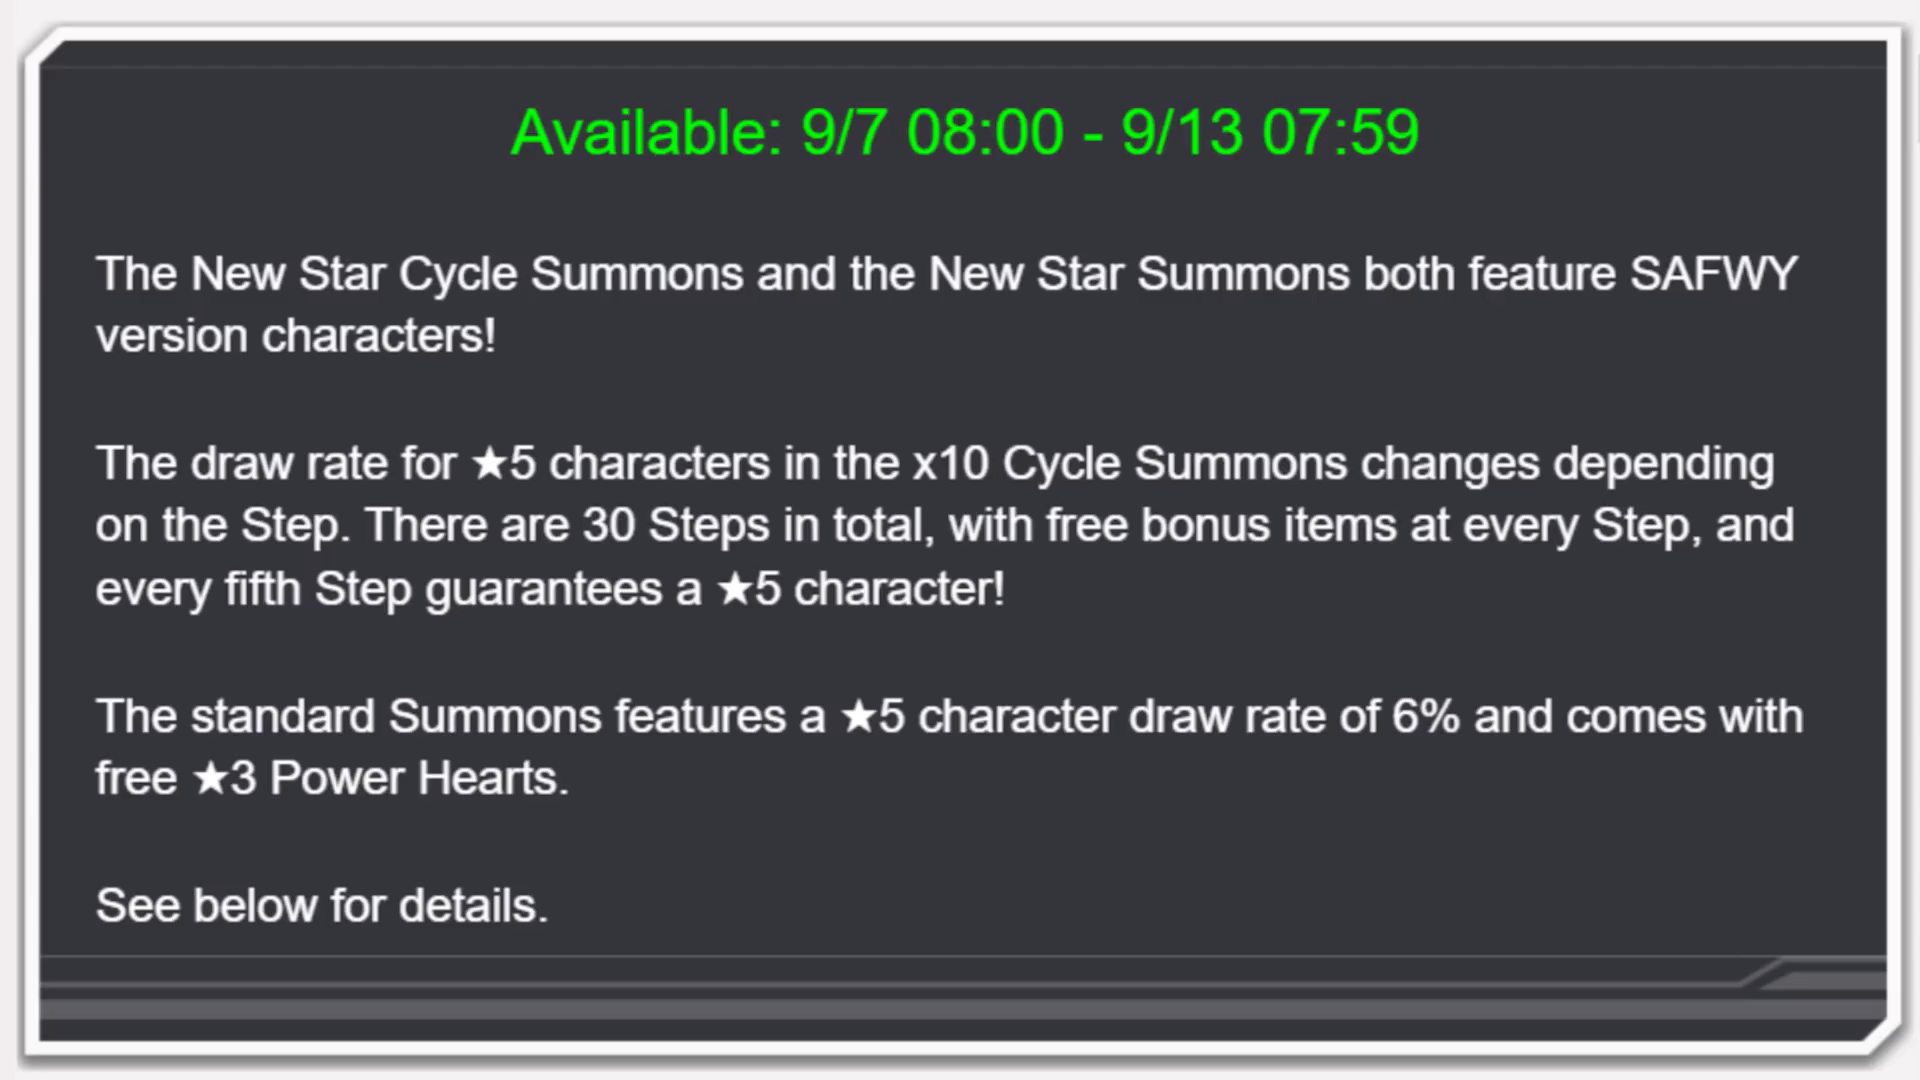 Available: 9/7 08:00 - 9/13 07:59
The New Star Cycle Summons and the New Star Summons both feature SAFWY
version characters!
The draw rate for ★5 characters in the x10 Cycle Summons changes depending
on the Step. There are 30 Steps in total, with free bonus items at every Step, and
every fifth Step guarantees a ★5 character!
The standard Summons features a ★5 character draw rate of 6% and comes with
free ★3 Power Hearts.
See below for details.